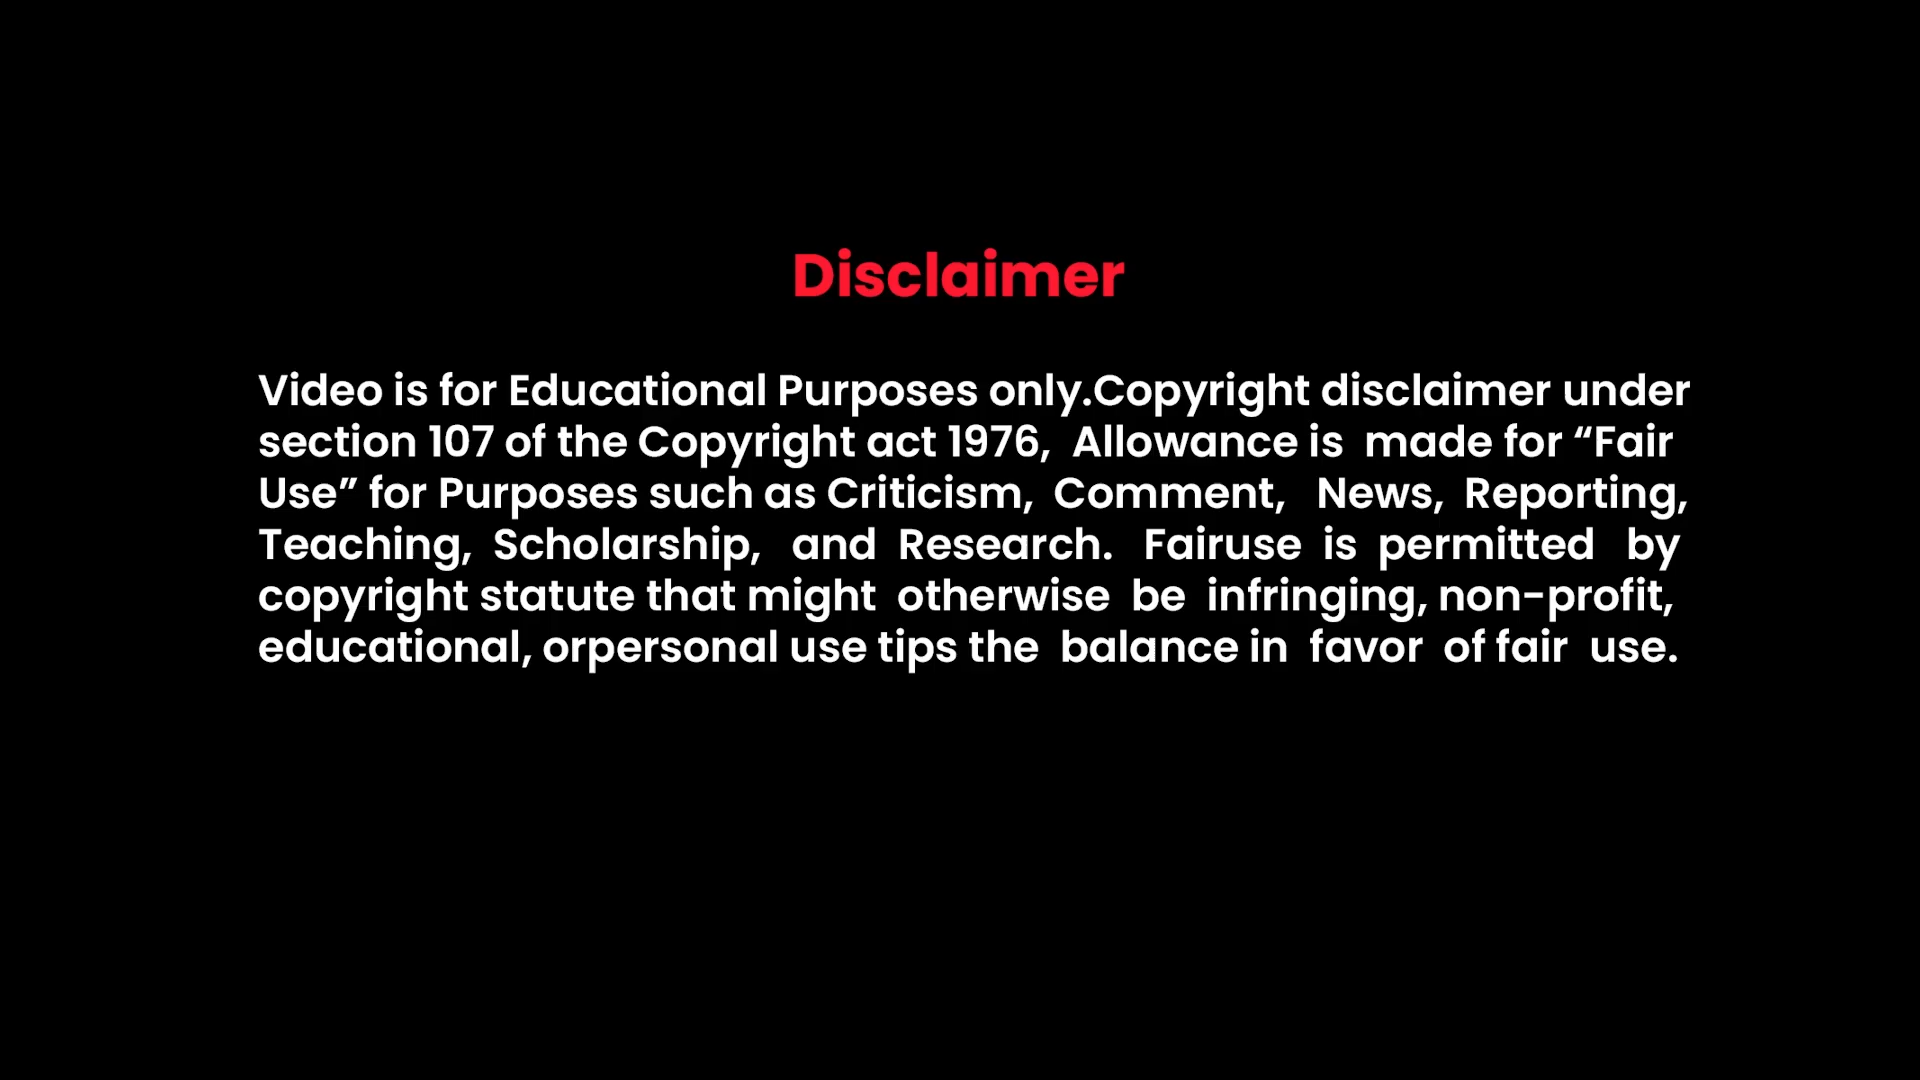 Disclaimer
Video is for Educational Purposes only.Copyright disclaimer under
section 107 of the Copyright act 1976, Allowance is made for “Fair
Use” for Purposes such as Criticism, Comment, News, Reporting,
Teaching, Scholarship, and Research. Fairuse is permitted by
copyright statute that might otherwise be infringing, non-profit,
educational, orpersonal use tips the balance in favor of fair use.